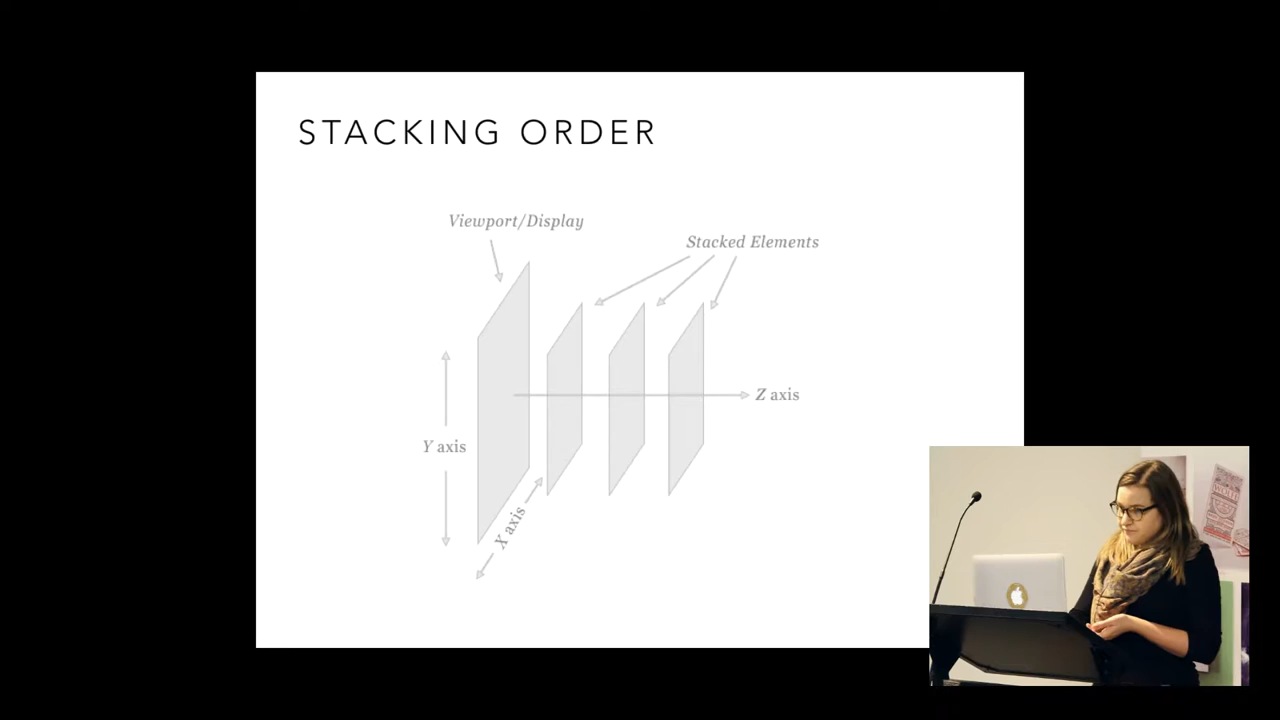 STACKING ORDER
Viewport/Display
Stacked Elements
Z axis
Y axis
X axis